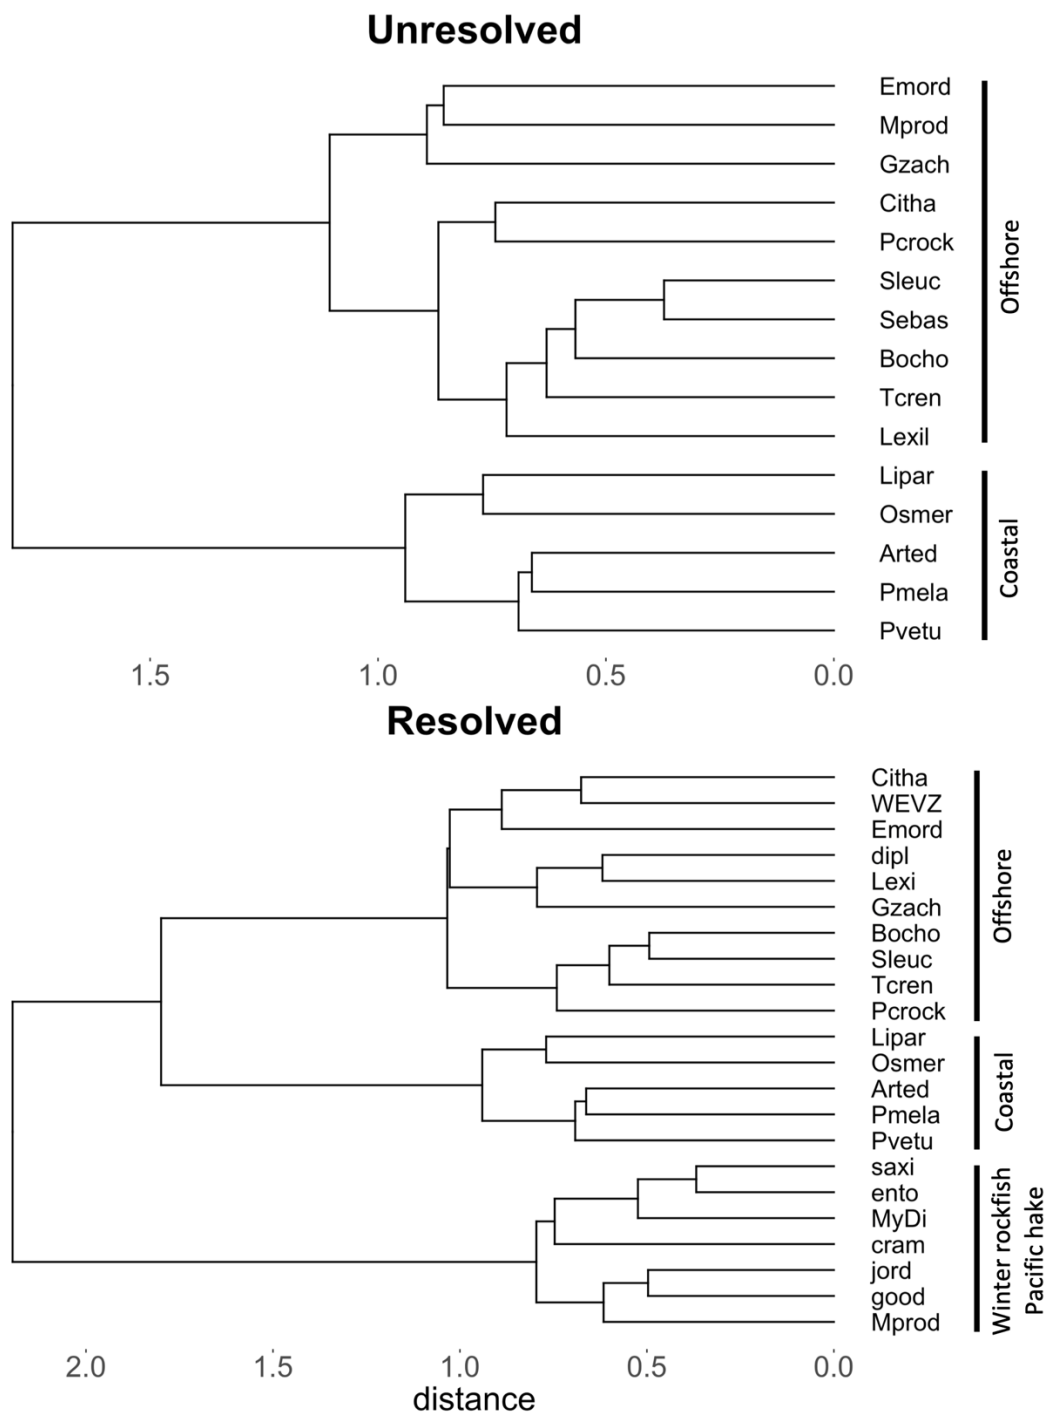 Unresolved
Emord
Mprod
Gzach
Citha
Pcrock
Sleuc
Sebas
Bocho
Tcren
Lexil
Offshore
Lipar
Osmer
Arted
Pmela
Pvetu
Coastal
1.5 1.0 0.5 0.0
Resolved
Citha
WEVZ
Emord
dipl
Lexi
Gzach
Bocho
Sleuc
Tcren
Pcrock
Offshore
Lipar
Osmer
Arted
Pmela
Pvetu
Coastal
saxi
ento
MyDi
cram
jord
good
Mprod
Winter rockfish
Pacific hake
2.0 1.5 1.0 0.5 0.0
distance